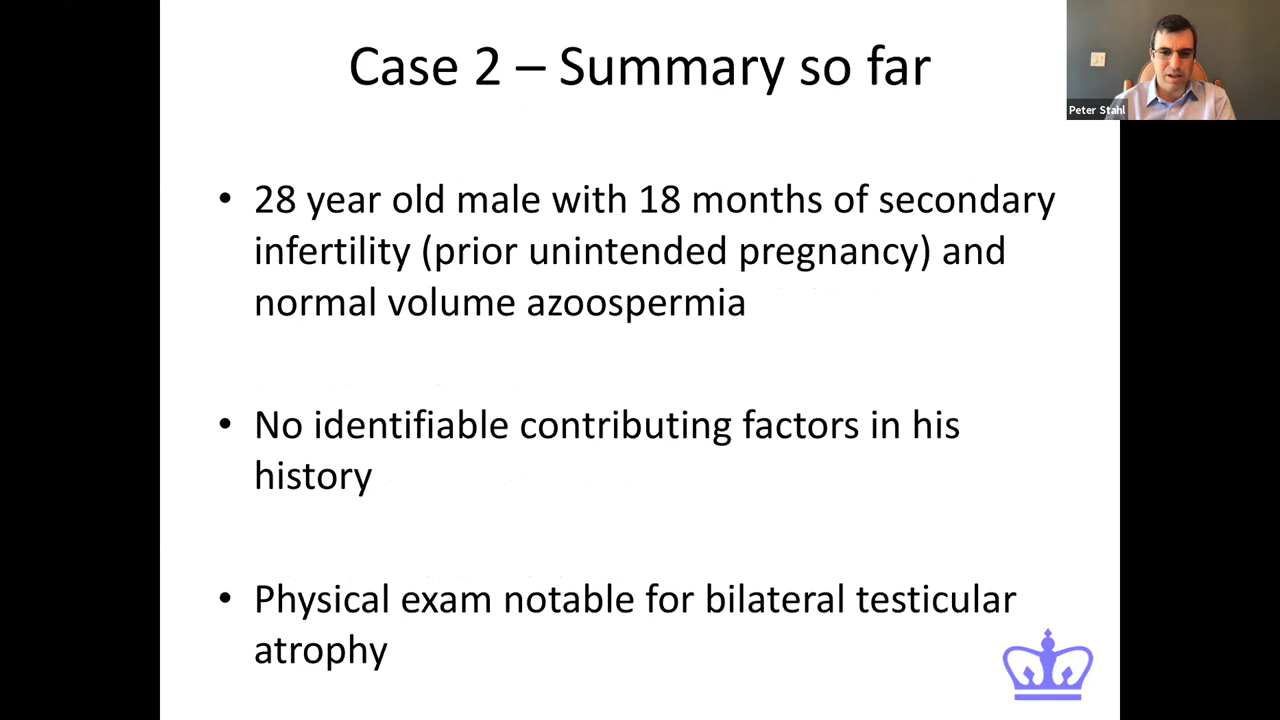 Case 2 – Summary so far
Peter Stahl
• 28 year old male with 18 months of secondary
infertility (prior unintended pregnancy) and
normal volume azoospermia
• No identifiable contributing factors in his
history
• Physical exam notable for bilateral testicular
atrophy